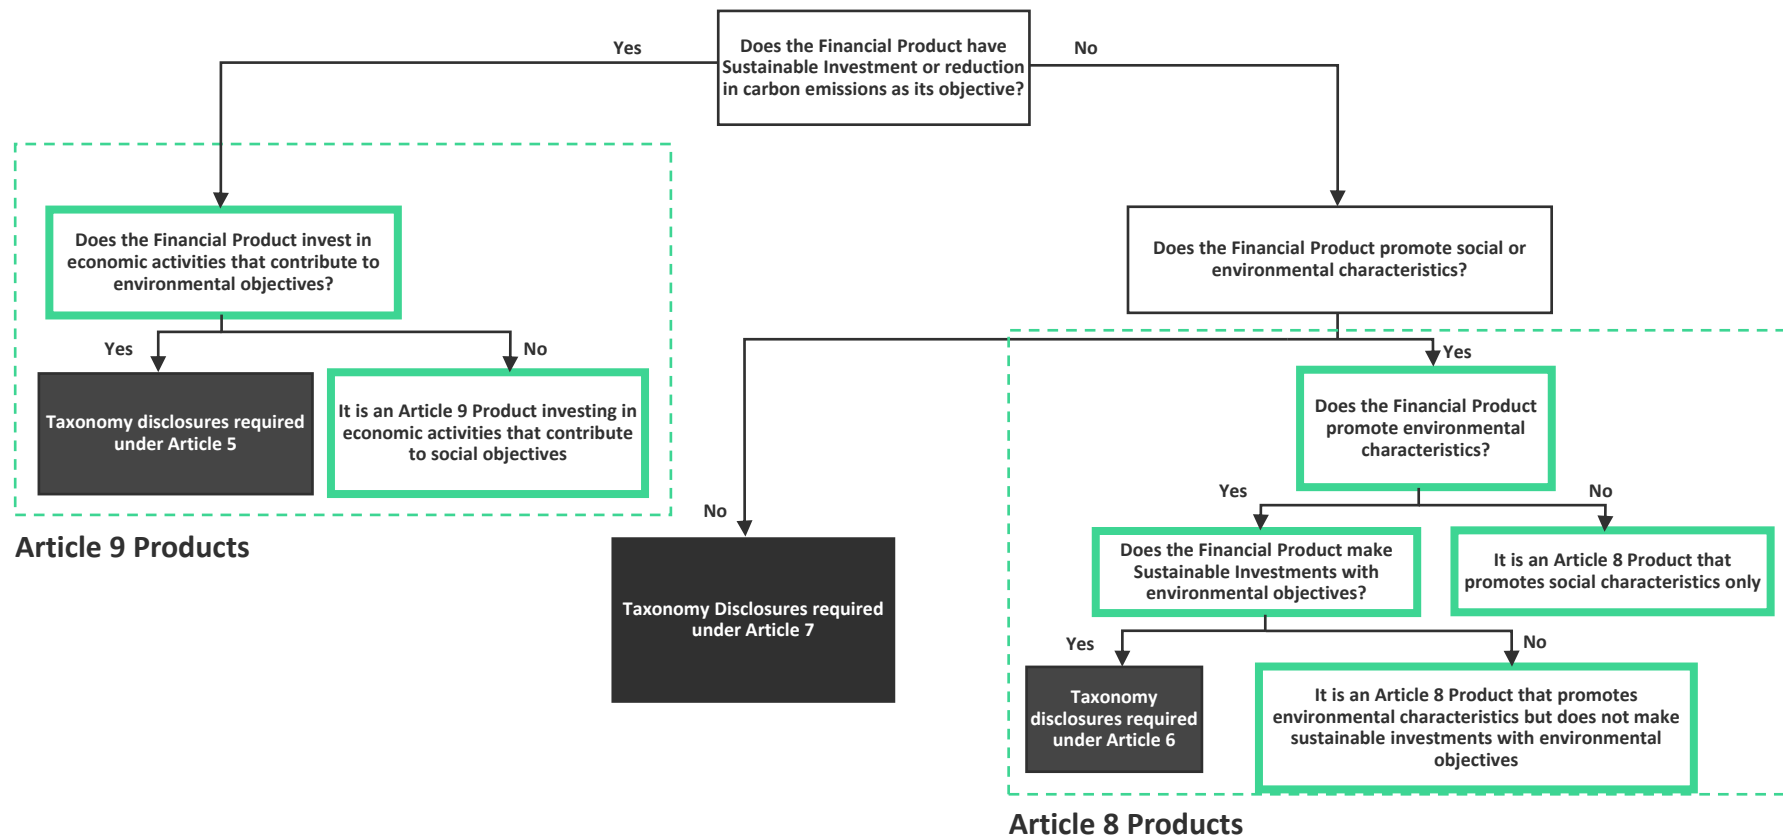 Yes
Does the Financial Product have
Sustainable Investment or reduction
in carbon emissions as its objective?
No
Does the Financial Product invest in
economic activities that contribute to
environmental objectives?
Does the Financial Product promote social or
environmental characteristics?
Yes
No
Taxonomy disclosures required
under Article 5
It is an Article 9 Product investing in
economic activities that contribute
to social objectives
Article 9 Products
No
Taxonomy Disclosures required
under Article 7
Yes
Does the Financial Product
promote environmental
characteristics?
Yes
No
Does the Financial Product make
Sustainable Investments with
environmental objectives?
It is an Article 8 Product that
promotes social characteristics only
Yes
No
Taxonomy
disclosures required
under Article 6
It is an Article 8 Product that promotes
environmental characteristics but does not make
sustainable investments with environmental
objectives
Article 8 Products